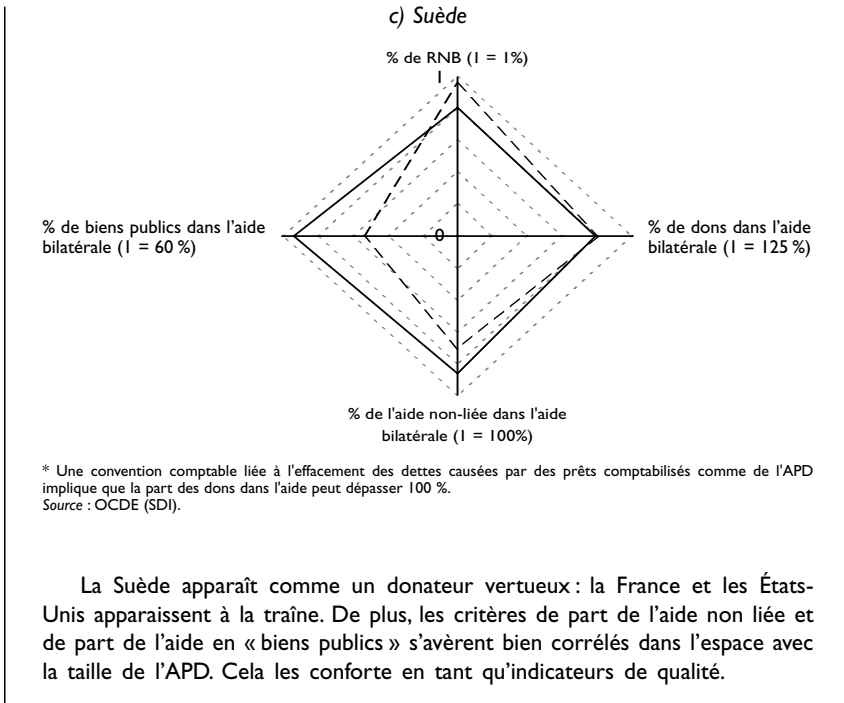 c) Suède
% de RNB (1 = 1%)
1
% de biens publics dans l’aide
bilatérale (1 = 60 %)
0
% de dons dans l’aide
bilatérale (1 = 125 %)
% de l'aide non-liée dans l'aide
bilatérale (1 = 100%)
* Une convention comptable liée à l'effacement des dettes causées par des prêts comptabilisés comme de l'APD
implique que la part des dons dans l'aide peut dépasser 100 %.
Source : OCDE (SDI).
La Suède apparaît comme un donateur vertueux : la France et les États-
Unis apparaissent à la traîne. De plus, les critères de part de l’aide non liée et
de part de l’aide en « biens publics » s’avèrent bien corrélés dans l’espace avec
la taille de l’APD. Cela les conforte en tant qu’indicateurs de qualité.